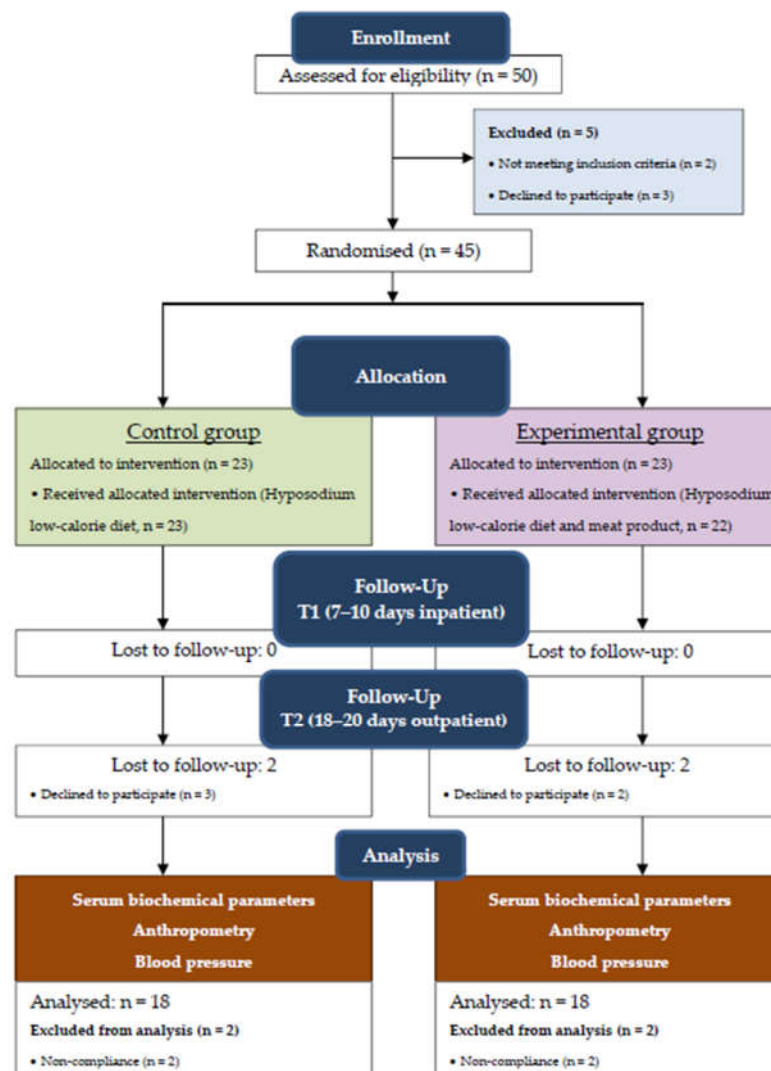 Enrollment
Assessed for eligibility (n = 50)
Excluded (n = 5)
• Not meeting inclusion criteria (n = 2)
• Declined to participate (n = 3)
Randomised (n = 45)
Allocation
Control group
Allocated to intervention (n = 23)
• Received allocated intervention (Hyposodium
low-calorie diet, n = 23)
Experimental group
Allocated to intervention (n = 23)
• Received allocated intervention (Hyposodium
low-calorie diet and meat product, n = 22)
Follow-Up
T1 (7–10 days inpatient)
Lost to follow-up: 0
Lost to follow-up: 0
Follow-Up
T2 (18–20 days outpatient)
Lost to follow-up: 2
• Declined to participate (n = 3)
Lost to follow-up: 2
• Declined to participate (n = 2)
Analysis
Serum biochemical parameters
Anthropometry
Blood pressure
Analysed: n = 18
Excluded from analysis (n = 2)
• Non-compliance (n = 2)
Serum biochemical parameters
Anthropometry
Blood pressure
Analysed: n = 18
Excluded from analysis (n = 2)
• Non-compliance (n = 2)